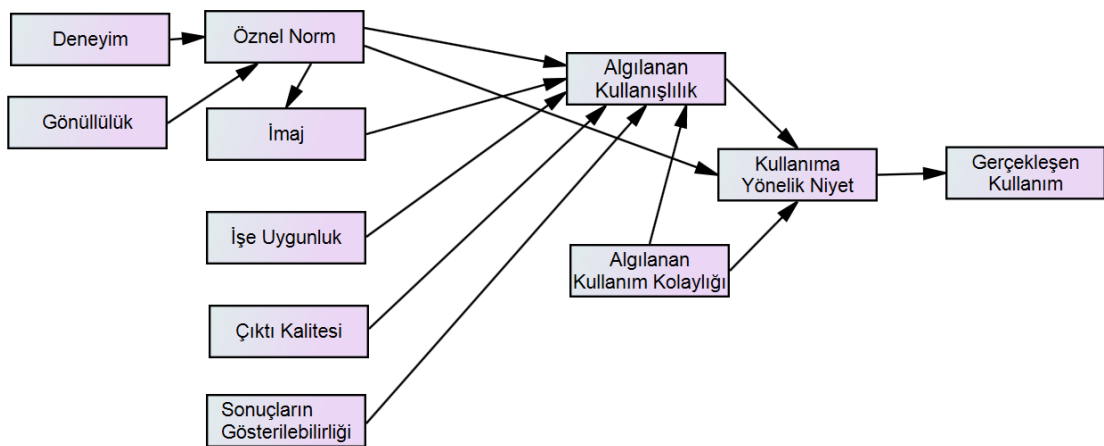 Deneyim
Öznel Norm
Gönüllülük
İmaj
Algılanan
Kullanışlılık
Kullanıma
Yönelik Niyet
Gerçekleşen
Kullanım
İşe Uygunluk
Algılanan
Kullanım Kolaylığı
Çıktı Kalitesi
Sonuçların
Gösterilebilirliği